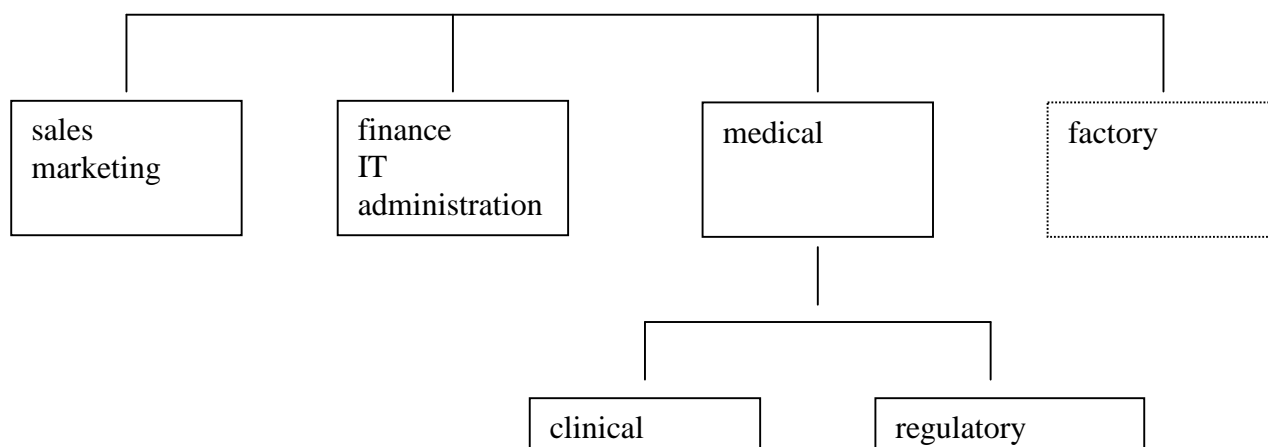 sales
marketing
finance
IT
administration
medical
factory
clinical
regulatory